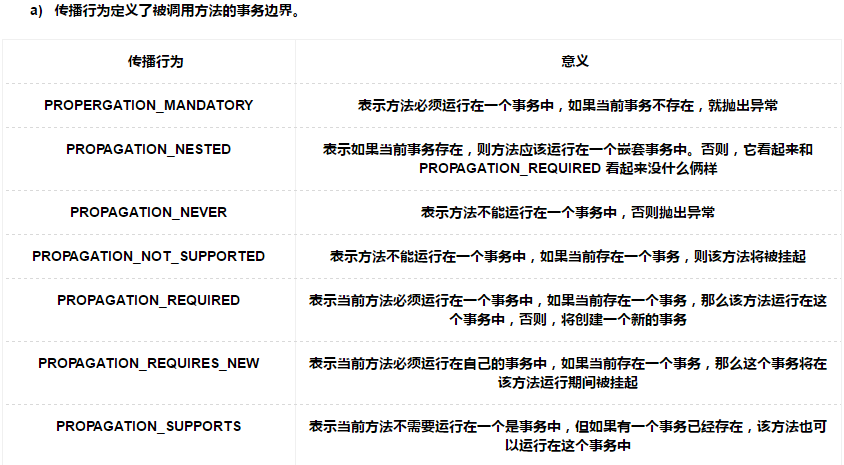 a) 传播行为定义了被调用方法的事务边界。
传播行为
意义
PROPERGATION_MANDATORY
表示方法必须运行在一个事务中，如果当前事务不存在，就抛出异常
PROPAGATION_NESTED
表示如果当前事务存在，则方法应该运行在一个嵌套事务中。否则，它看起来和
PROPAGATION_REQUIRED 看起来没什么俩样
PROPAGATION_NEVER
表示方法不能运行在一个事务中，否则抛出异常
PROPAGATION_NOT_SUPPORTED
表示方法不能运行在一个事务中，如果当前存在一个事务，则该方法将被挂起
PROPAGATION_REQUIRED
表示当前方法必须运行在一个事务中，如果当前存在一个事务，那么该方法运行在这
个事务中，否则，将创建一个新的事务
PROPAGATION_REQUIRES_NEW
表示当前方法必须运行在自己的事务中，如果当前存在一个事务，那么这个事务将在
该方法运行期间被挂起
PROPAGATION_SUPPORTS
表示当前方法不需要运行在一个是事务中，但如果有一个事务已经存在，该方法也可
以运行在这个事务中